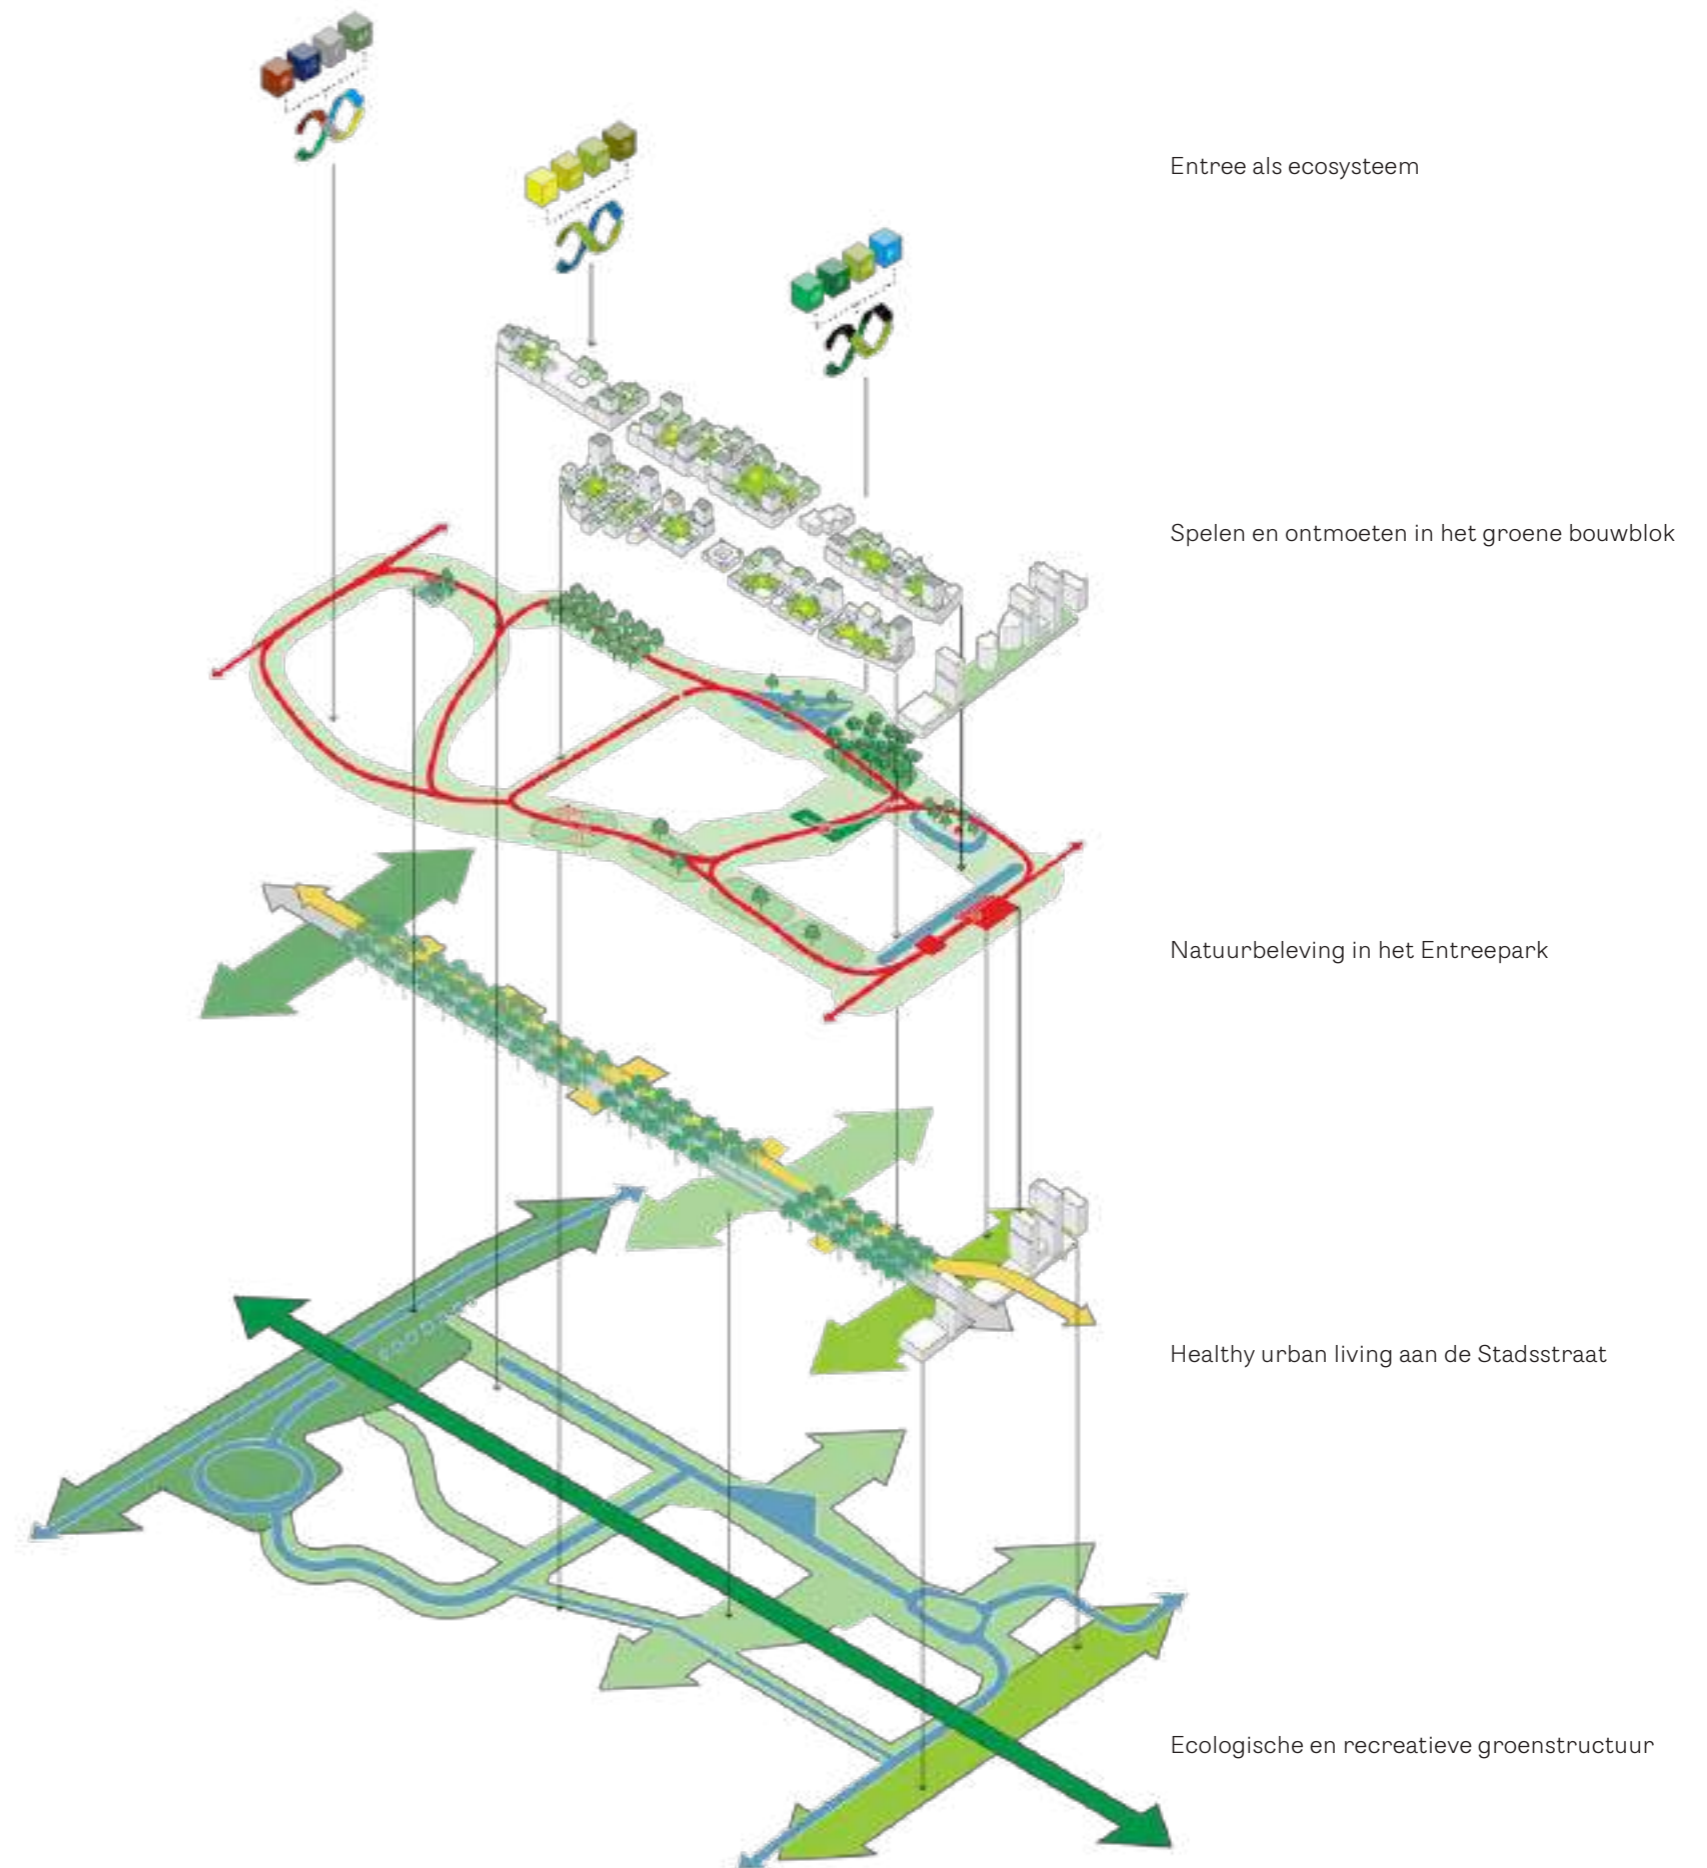 Entree als ecosysteem
Spelen en ontmoeten in het groene bouwblok
Natuurbeleving in het Entreepark
Healthy urban living aan de Stadsstraat
Ecologische en recreatieve groenstructuur